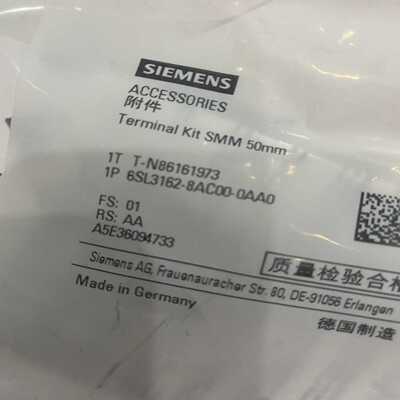 SIEMENS
ACCESSORIES
附件
Terminal Kit SMM 50mm
1T T-N86161973
1P 6SL3162-8AC00-0AA0
FS: 01
RS: AA
A5E36094733
质量检验合格
Siemens AG, Frauenauracher Str. 80, DE-91056 Erlangen
Made in Germany
德国制造